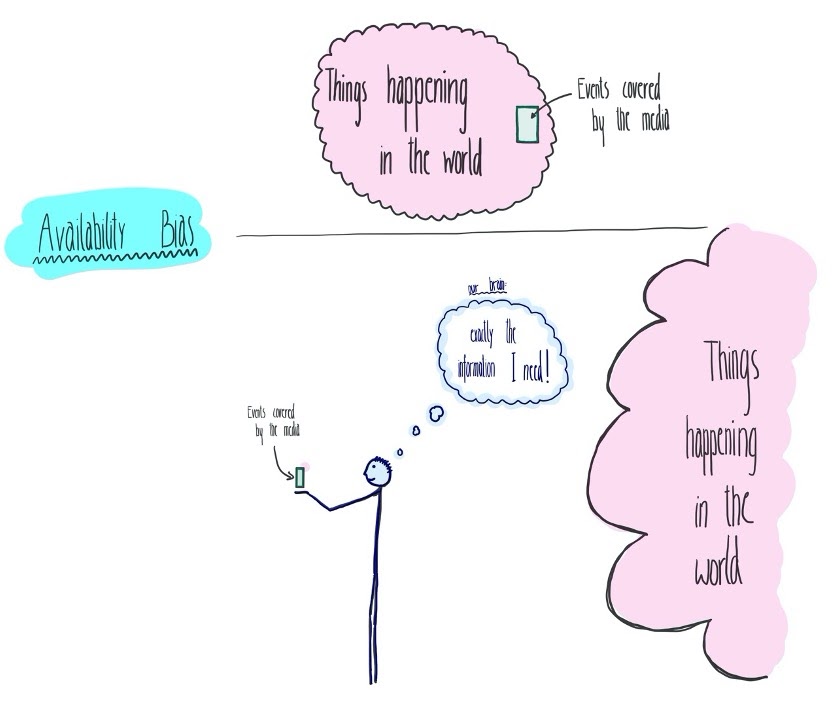 Things happening
in the world
Events covered
by the media
Availability Bias
our brain
exactly the
information I need!
Events covered
by the media
Things
happening
in the
world